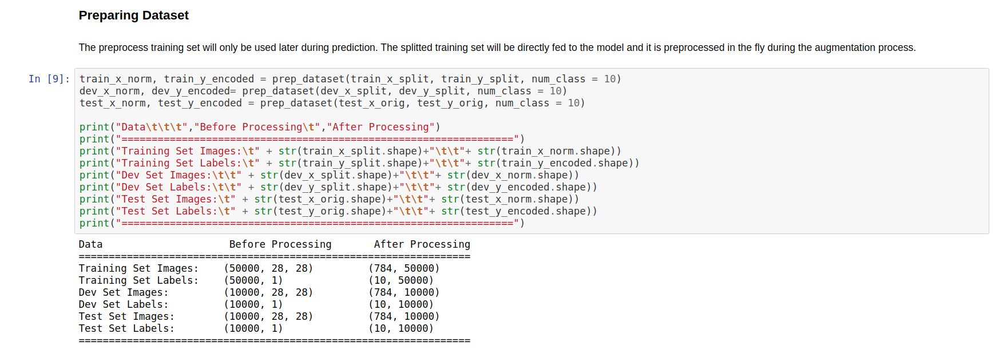 Preparing Dataset
The preprocess training set will only be used later during prediction. The splitted training set will be directly fed to the model and it is preprocessed in the fly during the augmentation process.
In [9]:
train_x_norm, train_y_encoded = prep_dataset(train_x_split, train_y_split, num_class = 10)
dev_x_norm, dev_y_encoded= prep_dataset(dev_x_split, dev_y_split, num_class = 10)
test_x_norm, test_y_encoded = prep_dataset(test_x_orig, test_y_orig, num_class = 10)
print("Data\t\t\t","Before Processing\t","After Processing")
print("=================================================================")
print("Training Set Images:\t" + str(train_x_split.shape)+"\t\t"+ str(train_x_norm.shape))
print("Training Set Labels:\t" + str(train_y_split.shape)+"\t\t"+ str(train_y_encoded.shape))
print("Dev Set Images:\t\t" + str(dev_x_split.shape)+"\t\t"+ str(dev_x_norm.shape))
print("Dev Set Labels:\t\t" + str(dev_y_split.shape)+"\t\t"+ str(dev_y_encoded.shape))
print("Test Set Images:\t" + str(test_x_orig.shape)+"\t\t"+ str(test_x_norm.shape))
print("Test Set Labels:\t" + str(test_y_orig.shape)+"\t\t"+ str(test_y_encoded.shape))
print("=================================================================")
Data Before Processing After Processing
=================================================================
Training Set Images: (50000, 28, 28) (784, 50000)
Training Set Labels: (50000, 1) (10, 50000)
Dev Set Images: (10000, 28, 28) (784, 10000)
Dev Set Labels: (10000, 1) (10, 10000)
Test Set Images: (10000, 28, 28) (784, 10000)
Test Set Labels: (10000, 1) (10, 10000)
=================================================================